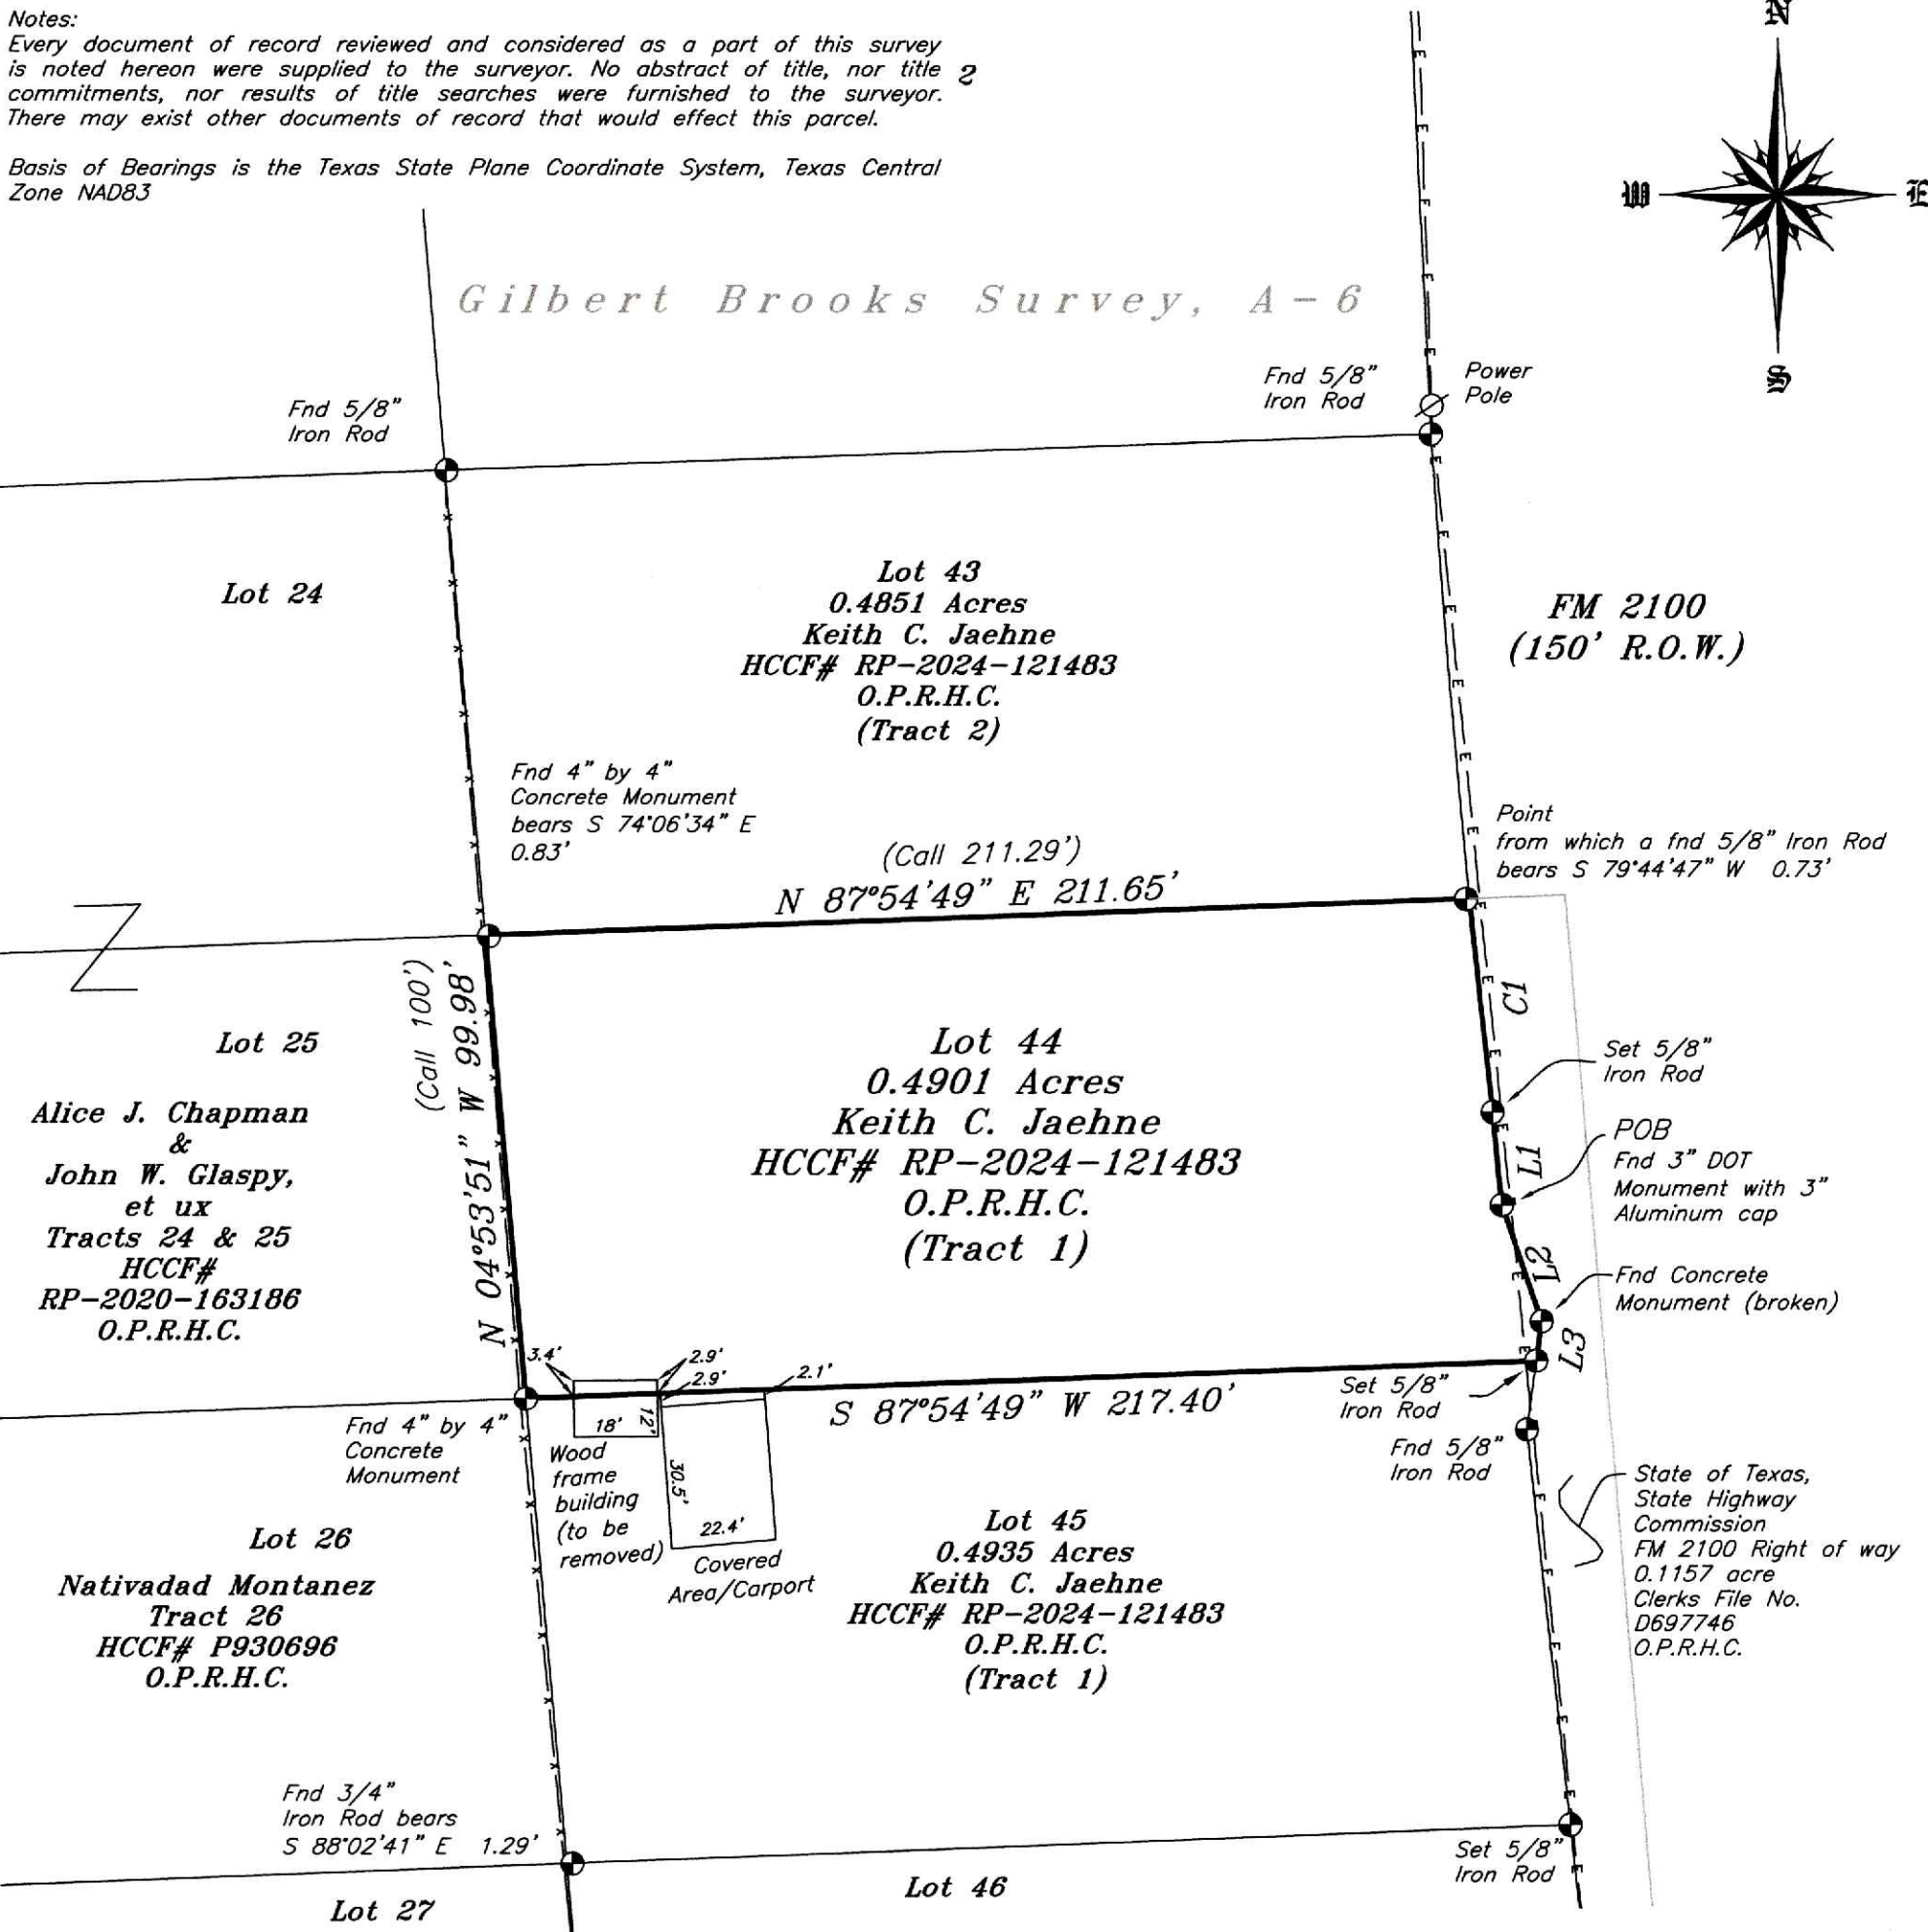 Notes:
Every document of record reviewed and considered as a part of this survey
is noted hereon were supplied to the surveyor. No abstract of title, nor title
commitments, nor results of title searches were furnished to the surveyor.
There may exist other documents of record that would effect this parcel.
Basis of Bearings is the Texas State Plane Coordinate System, Texas Central
Zone NAD83
2
N
W
E
S
Gilbert Brooks Survey, A-6
Fnd 5/8"
Iron Rod
Fnd 5/8"
Iron Rod
Power
Pole
Lot 24
Lot 43
0.4851 Acres
Keith C. Jaehne
HCCF# RP-2024-121483
O.P.R.H.C.
(Tract 2)
FM 2100
(150' R.O.W.)
Fnd 4" by 4"
Concrete Monument
bears S 74°06'34" E
0.83'
(Call 211.29')
N 87°54'49" E 211.65'
Point
from which a fnd 5/8" Iron Rod
bears S 79°44'47" W 0.73'
(Call 100')
N 04°53'51" W 99.98'
C1
Lot 25
Alice J. Chapman
&
John W. Glaspy,
et ux
Tracts 24 & 25
HCCF#
RP-2020-163186
O.P.R.H.C.
Lot 44
0.4901 Acres
Keith C. Jaehne
HCCF# RP-2024-121483
O.P.R.H.C.
(Tract 1)
Set 5/8"
Iron Rod
L1
POB
Fnd 3" DOT
Monument with 3"
Aluminum cap
L2
Fnd Concrete
Monument (broken)
L3
3.4'
2.9'
2.9'
2.1'
S 87°54'49" W 217.40'
Set 5/8"
Iron Rod
Fnd 5/8"
Iron Rod
Fnd 4" by 4"
Concrete
Monument
18'
12'
Wood
frame
building
(to be
removed)
30.5'
22.4'
Covered
Area/Carport
Lot 26
Nativadad Montanez
Tract 26
HCCF# P930696
O.P.R.H.C.
Lot 45
0.4935 Acres
Keith C. Jaehne
HCCF# RP-2024-121483
O.P.R.H.C.
(Tract 1)
State of Texas,
State Highway
Commission
FM 2100 Right of way
0.1157 acre
Clerks File No.
D697746
O.P.R.H.C.
Fnd 3/4"
Iron Rod bears
S 88°02'41" E 1.29'
Set 5/8"
Iron Rod
Lot 46
Lot 27